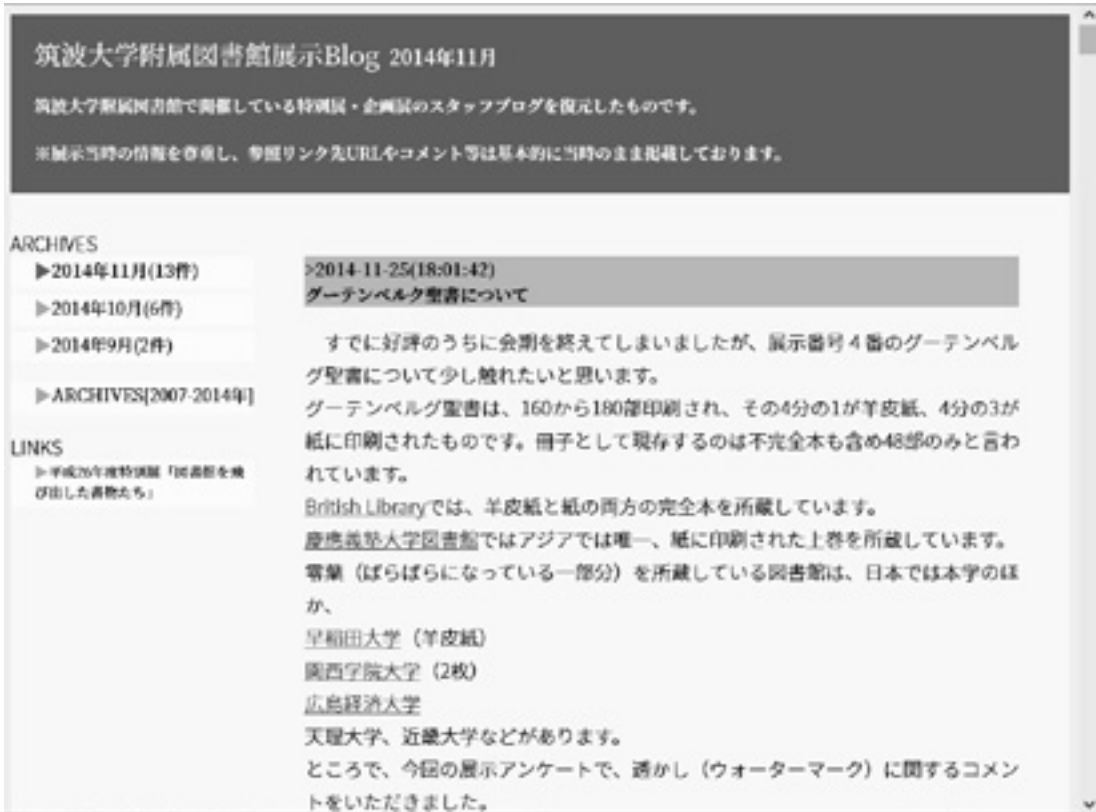 筑波大学附属図書館展示Blog 2014年11月
筑波大学附属図書館で開催している特別展・企画展のスタッフブログを復元したものです。
※展示当時の情報を尊重し、参照リンク先URLやコメント等は基本的に当時のまま掲載しております。
ARCHIVES
▶2014年11月(13件)
▶2014年10月(6件)
▶2014年9月(2件)
▶ARCHIVES[2007-2014年]
LINKS
▶平成26年度特別展「図書館を飛
び出した書物たち」
>2014-11-25(18:01:42)
グーテンベルク聖書について
すでに好評のうちに会期を終えてしまいましたが、展示番号４番のグーテンベル
グ聖書について少し触れたいと思います。
グーテンベルグ聖書は、160から180部印刷され、その4分の1が羊皮紙、4分の3が
紙に印刷されたものです。冊子として現存するのは不完全本も含め48部のみと言わ
れています。
British Libraryでは、羊皮紙と紙の両方の完全本を所蔵しています。
慶應義塾大学図書館ではアジアでは唯一、紙に印刷された上巻を所蔵しています。
零葉（ばらばらになっている一部分）を所蔵している図書館は、日本では本学のほ
か、
早稲田大学（羊皮紙）
関西学院大学（2枚）
広島経済大学
天理大学、近畿大学などがあります。
ところで、今回の展示アンケートで、透かし（ウォーターマーク）に関するコメン
トをいただきました。